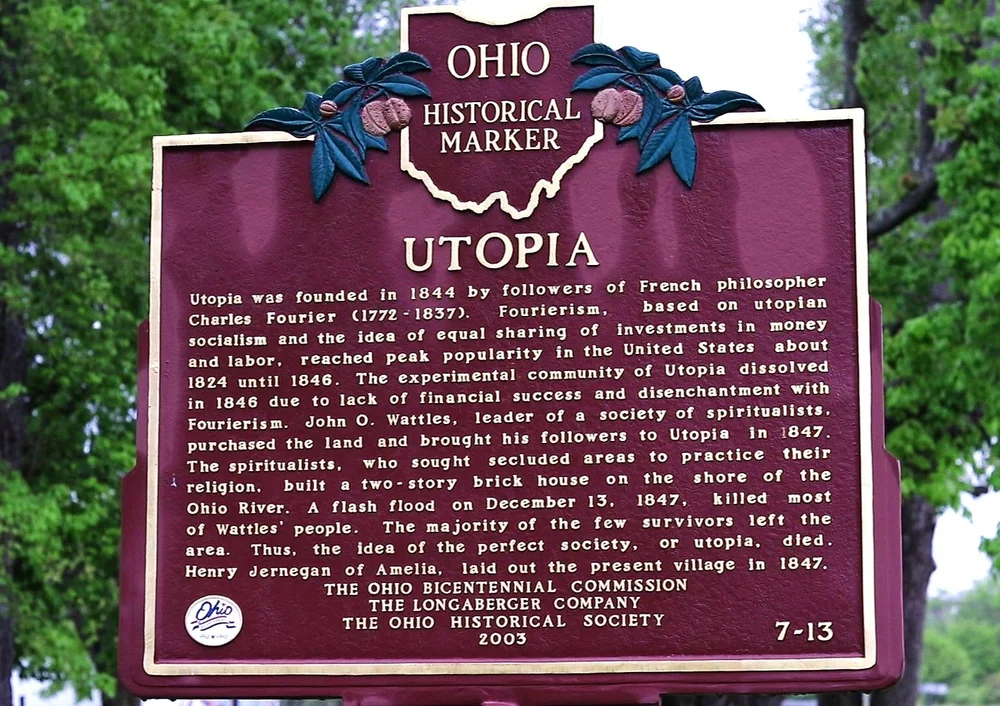 OHIO
HISTORICAL
MARKER
UTOPIA
Utopia was founded in 1844 by followers of French philosopher
Charles Fourier (1772-1837). Fourierism, based on utopian
socialism and the idea of equal sharing of investments in money
and labor, reached peak popularity in the United States about
1824 until 1846. The experimental community of Utopia dissolved
in 1846 due to lack of financial success and disenchantment with
Fourierism. John O. Wattles, leader of a society of spiritualists,
purchased the land and brought his followers to Utopia in 1847.
The spiritualists, who sought secluded areas to practice their
religion, built a two-story brick house on the shore of the
Ohio River. A flash flood on December 13, 1847, killed most
of Wattles' people. The majority of the few survivors left the
area. Thus, the idea of the perfect society, or utopia, died.
Henry Jernegan of Amelia, laid out the present village in 1847.
THE OHIO BICENTENNIAL COMMISSION
THE LONGABERGER COMPANY
THE OHIO HISTORICAL SOCIETY
2003
7-13
Ohio